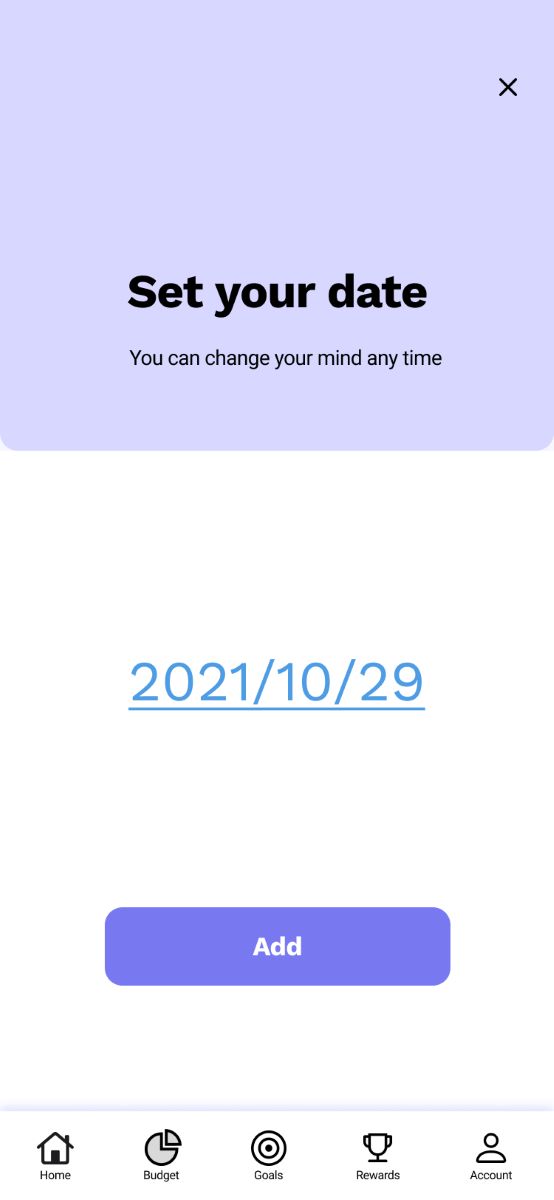 Set your date
You can change your mind any time
2021/10/29
Add
Home Budget Goals Rewards Account